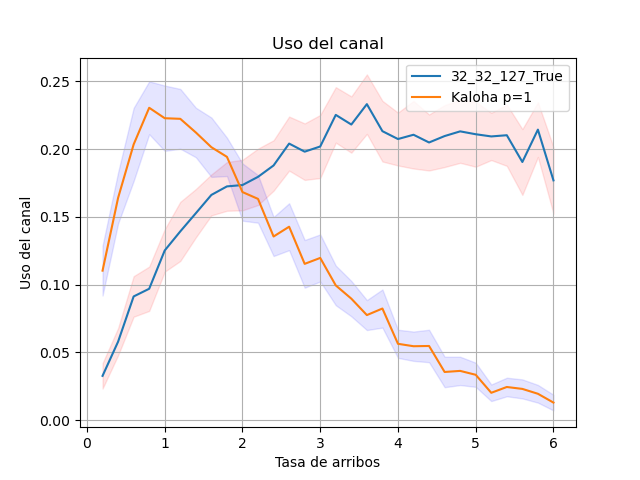 Uso del canal
32_32_127_True
Kaloha p=1
Uso del canal
0.25
0.20
0.15
0.10
0.05
0.00
0 1 2 3 4 5 6
Tasa de arribos